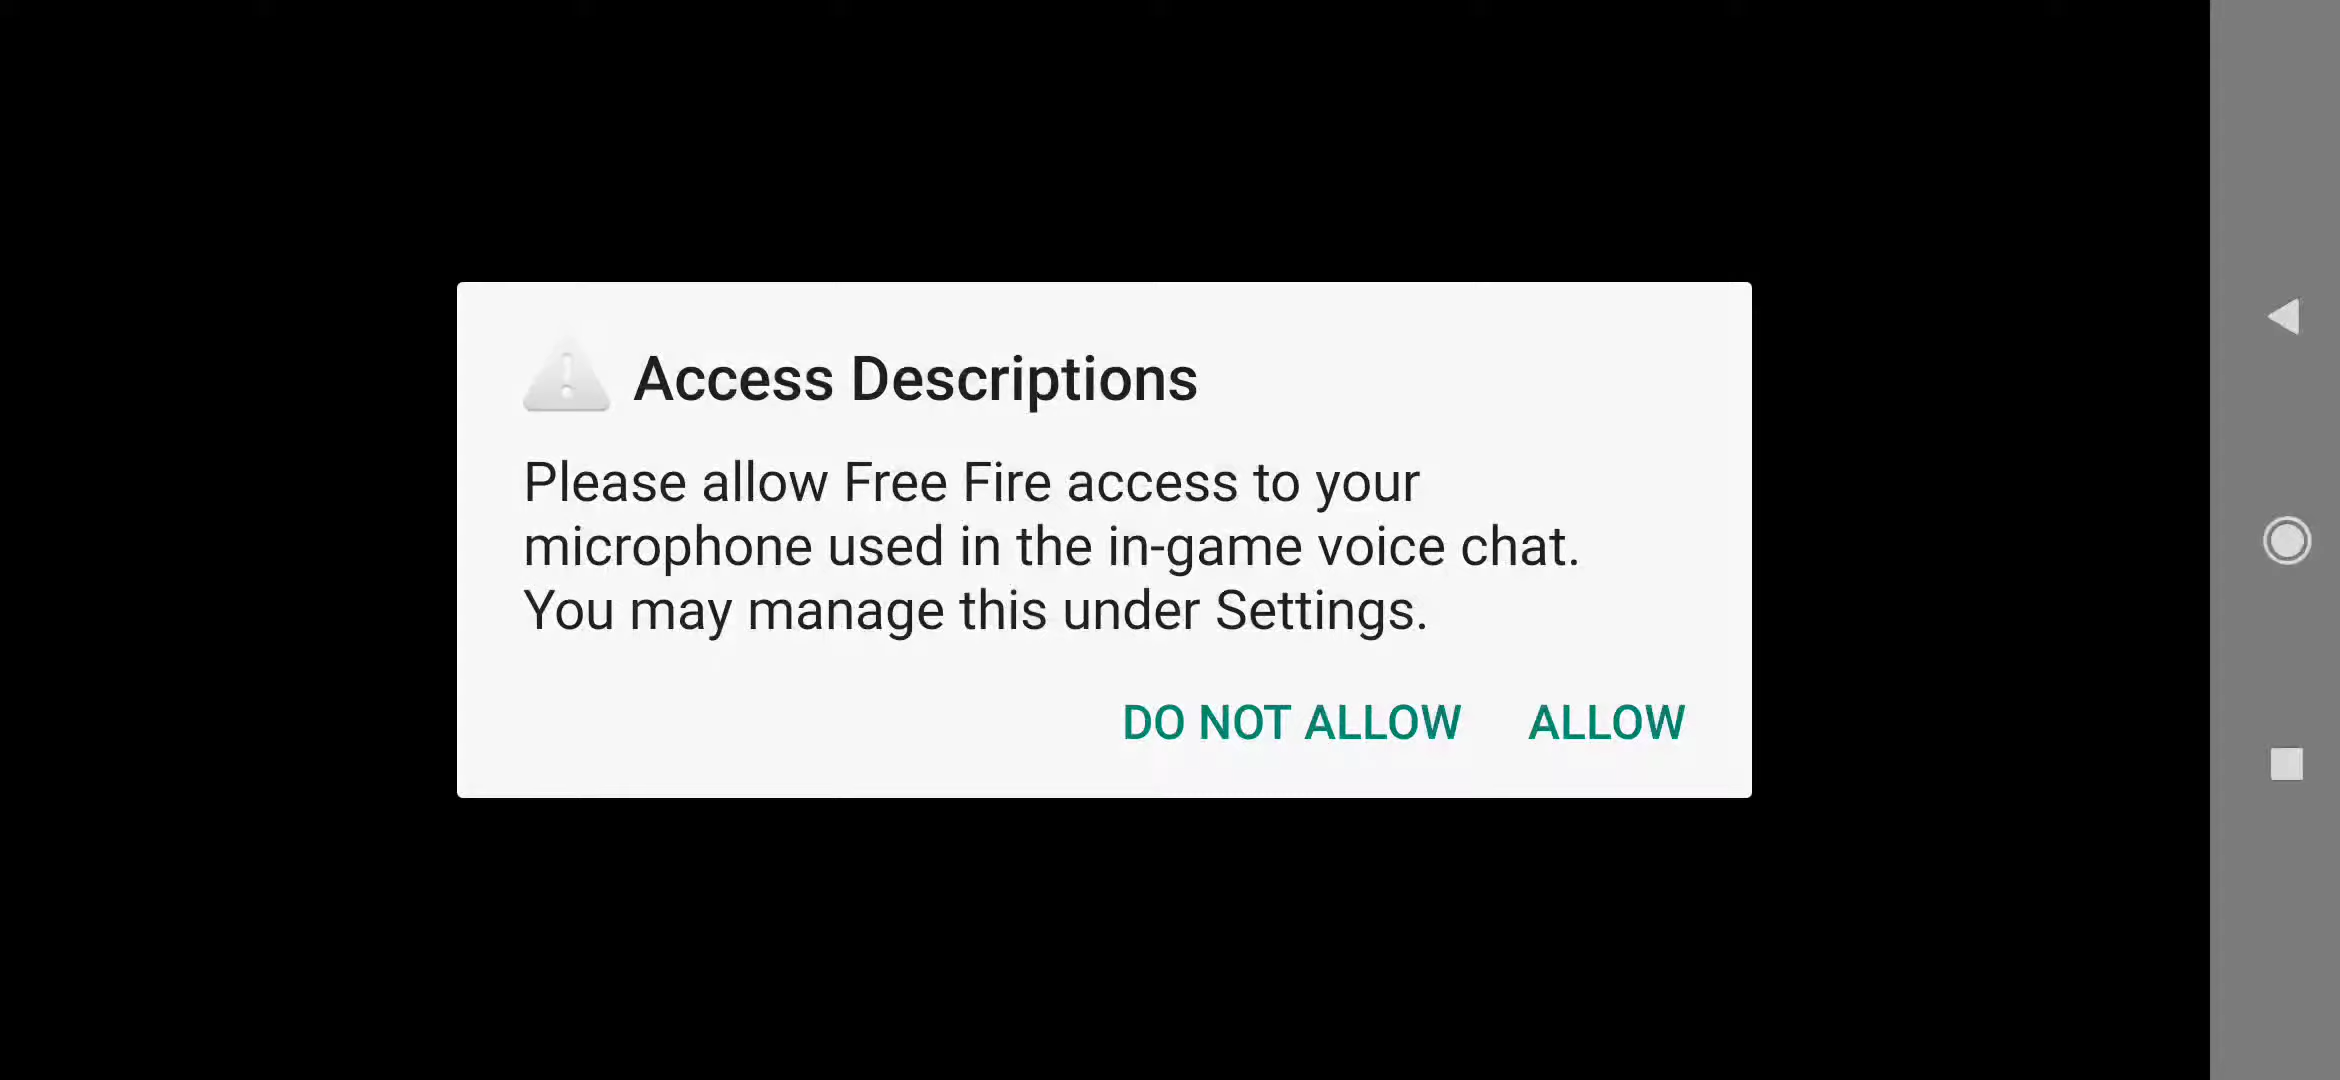 Access Descriptions
Please allow Free Fire access to your
microphone used in the in-game voice chat.
You may manage this under Settings.
DO NOT ALLOW ALLOW